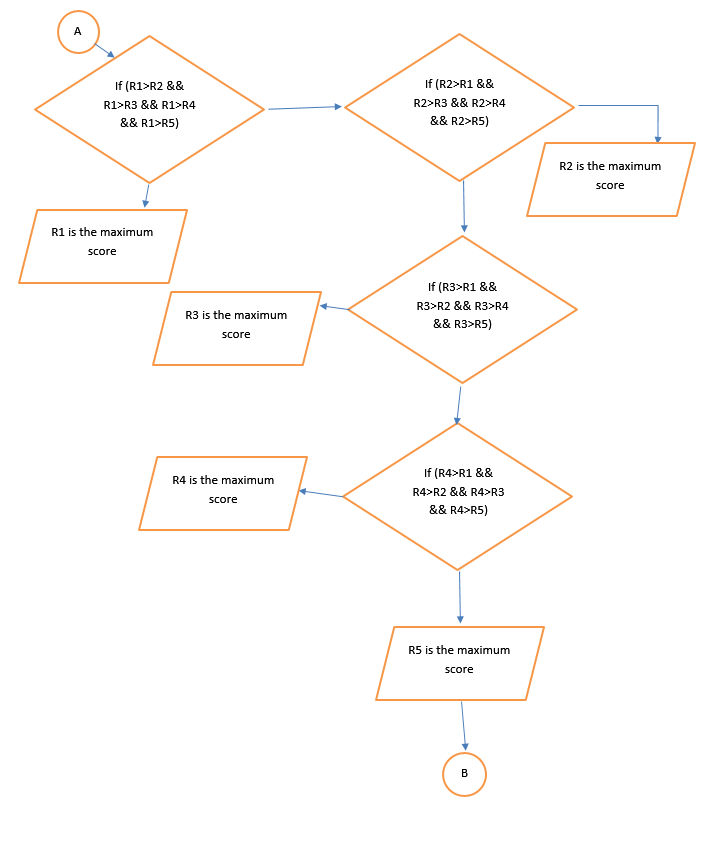 A
If (R1>R2 &&
R1>R3 && R1>R4
&& R1>R5)
If (R2>R1 &&
R2>R3 && R2>R4
&& R2>R5)
R2 is the maximum
score
R1 is the maximum
score
If (R3>R1 &&
R3>R2 && R3>R4
&& R3>R5)
R3 is the maximum
score
If (R4>R1 &&
R4>R2 && R4>R3
&& R4>R5)
R4 is the maximum
score
R5 is the maximum
score
B